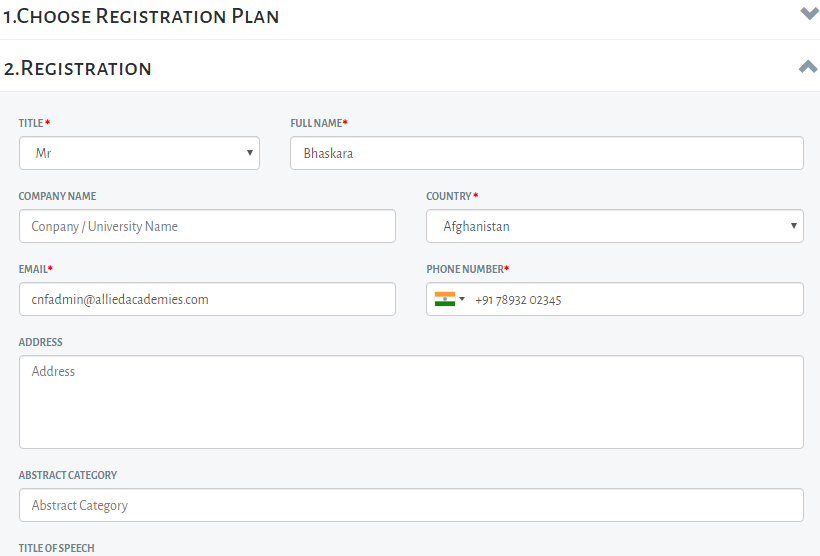 1.Choose Registration Plan
2.Registration
TITLE * FULL NAME*
Mr Bhaskara
COMPANY NAME COUNTRY *
Conpany / University Name Afghanistan
EMAIL* PHONE NUMBER*
cnfadmin@alliedacademies.com +91 78932 02345
ADDRESS
Address
ABSTRACT CATEGORY
Abstract Category
TITLE OF SPEECH